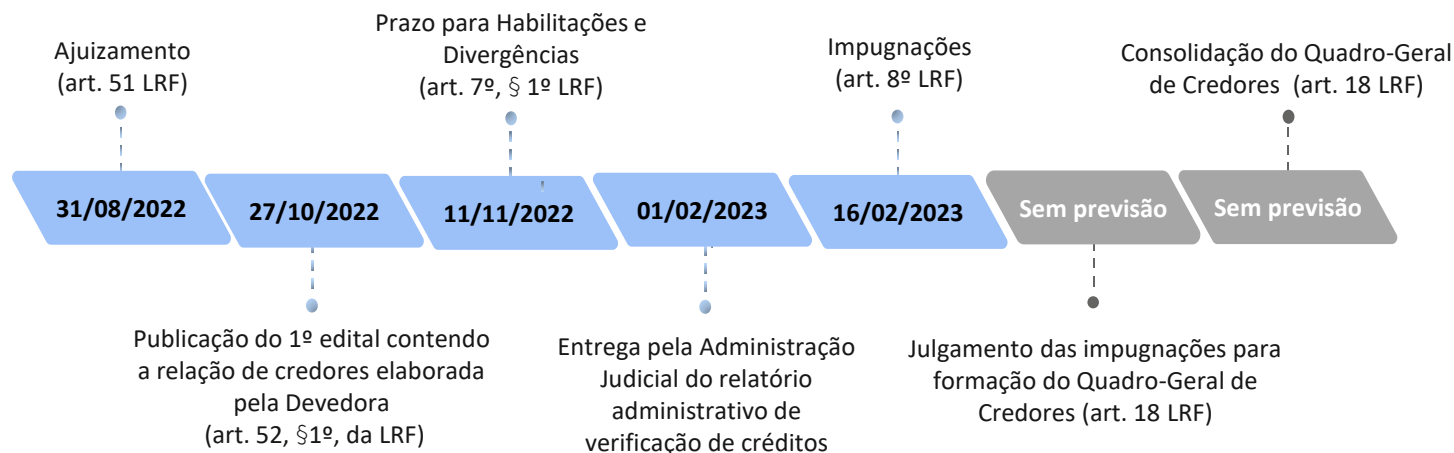 Ajuizamento
(art. 51 LRF)
Prazo para Habilitações e
Divergências
(art. 7º, § 1º LRF)
Impugnações
(art. 8º LRF)
Consolidação do Quadro-Geral
de Credores (art. 18 LRF)
31/08/2022
27/10/2022
11/11/2022
01/02/2023
16/02/2023
Sem previsão
Sem previsão
Publicação do 1º edital contendo
a relação de credores elaborada
pela Devedora
(art. 52, §1º, da LRF)
Entrega pela Administração
Judicial do relatório
administrativo de
verificação de créditos
Julgamento das impugnações para
formação do Quadro-Geral de
Credores (art. 18 LRF)